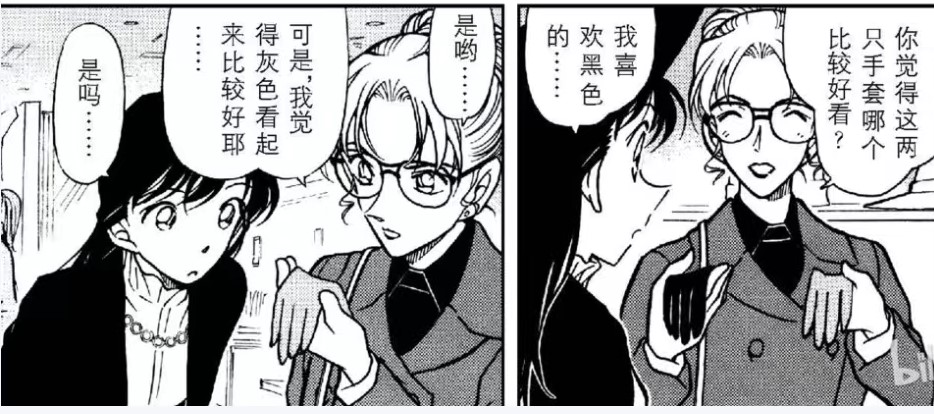 你觉得这两
只手套哪个
比较好看？
我喜
欢黑色
的……
是哟……
可是，我觉
得灰色看起
来比较好耶
……
是吗……